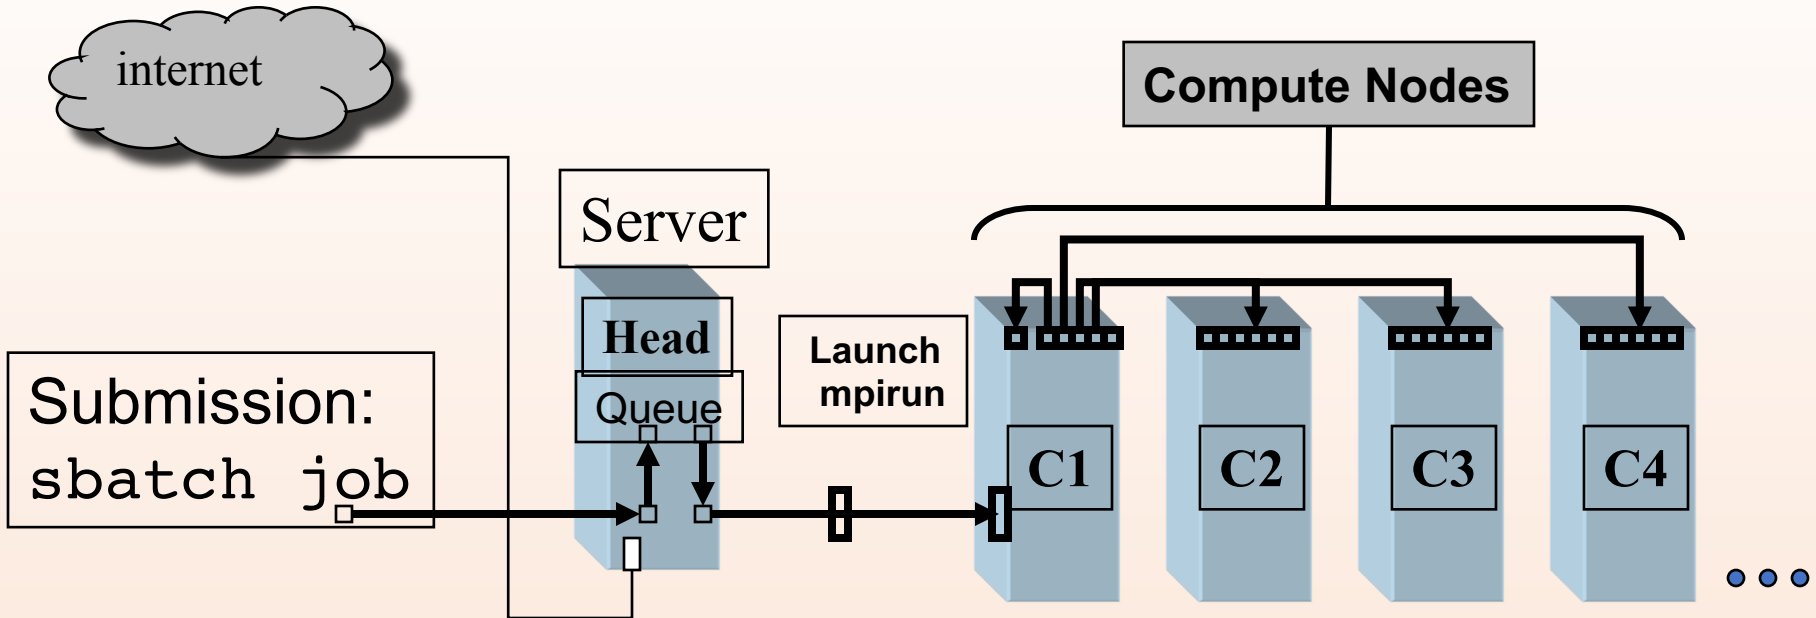 internet
Compute Nodes
Server
Head
Queue
Launch
mpirun
Submission:
sbatch job
C1
C2
C3
C4